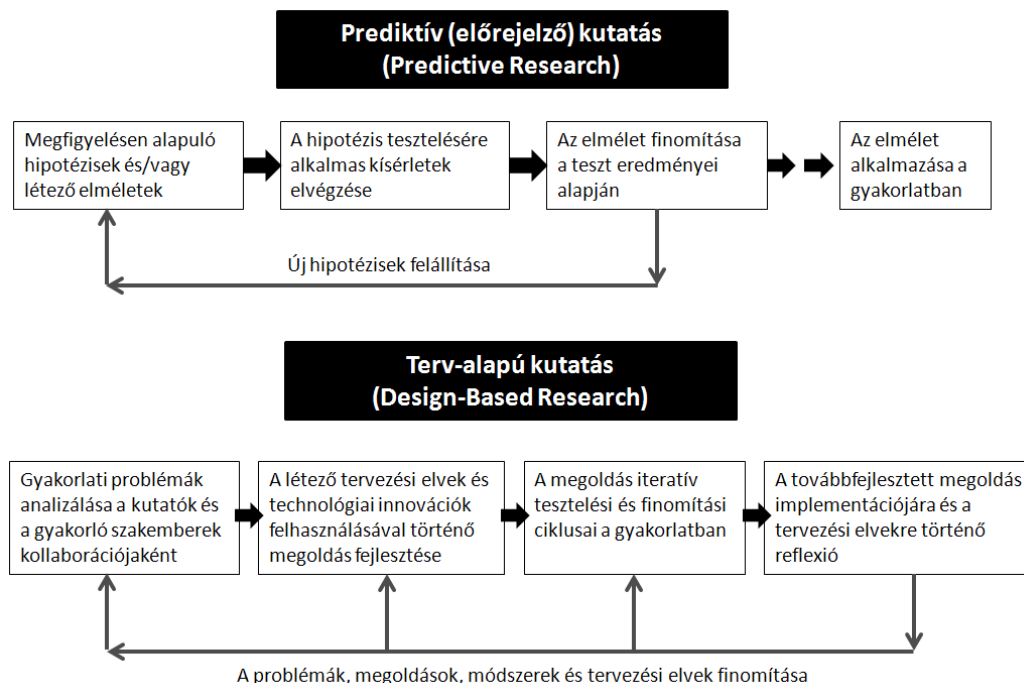 Prediktív (előrejelző) kutatás
(Predictive Research)
Megfigyelésen alapuló
hipotézisek és/vagy
létező elméletek
A hipotézis tesztelésére
alkalmas kísérletek
elvégzése
Az elmélet finomítása
a teszt eredményei
alapján
Az elmélet
alkalmazása a
gyakorlatban
Új hipotézisek felállítása
Terv-alapú kutatás
(Design-Based Research)
Gyakorlati problémák
analizálása a kutatók és
a gyakorló szakemberek
kollaborációjaként
A létező tervezési elvek és
technológiai innovációk
felhasználásával történő
megoldás fejlesztése
A megoldás iteratív
tesztelési és finomítási
ciklusai a gyakorlatban
A továbbfejlesztett megoldás
implementációjára és a
tervezési elvekre történő
reflexió
A problémák, megoldások, módszerek és tervezési elvek finomítása